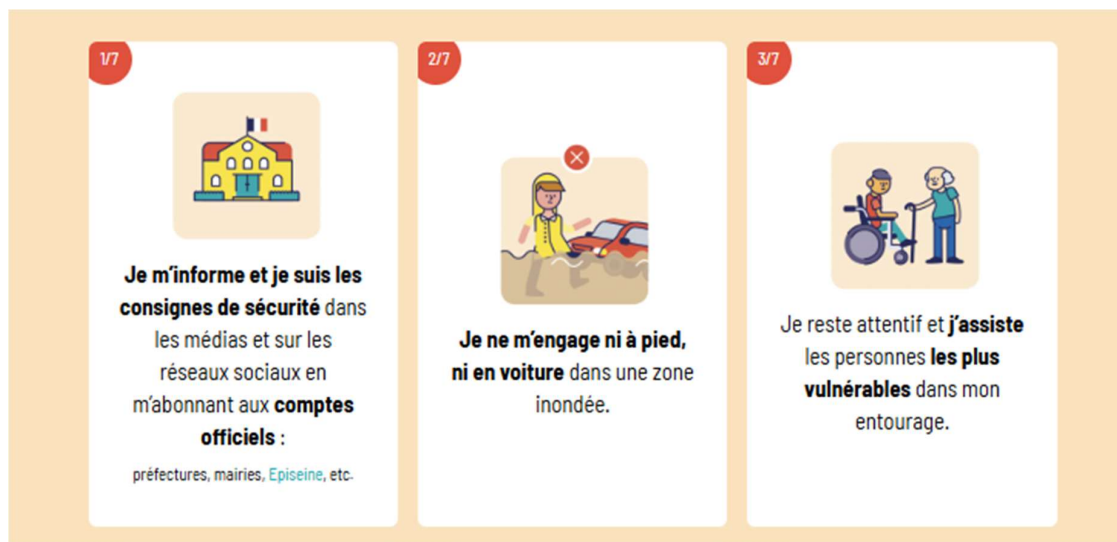 1/7
Je m'informe et je suis les
consignes de sécurité dans
les médias et sur les
réseaux sociaux en
m'abonnant aux comptes
officiels :
préfectures, mairies, Episeine, etc.
2/7
Je ne m'engage ni à pied,
ni en voiture dans une zone
inondée.
3/7
Je reste attentif et j'assiste
les personnes les plus
vulnérables dans mon
entourage.